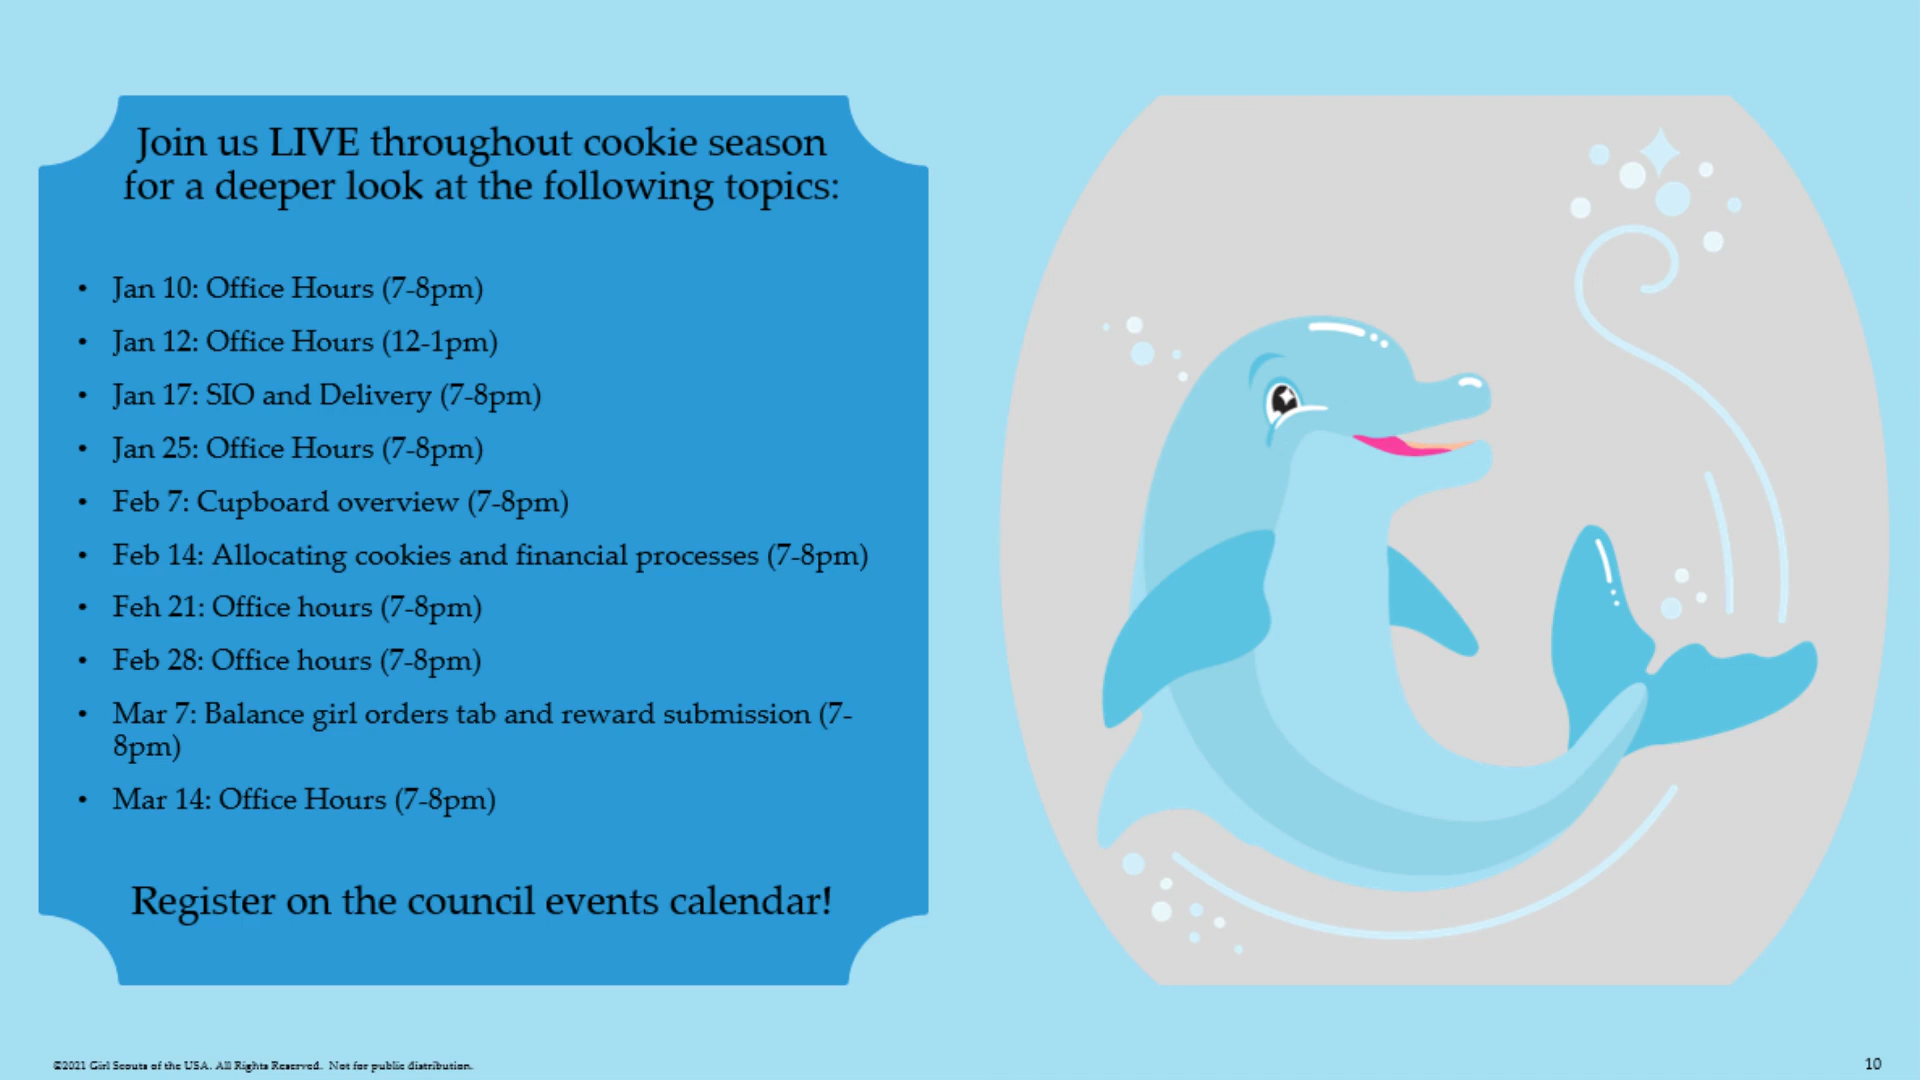 Join us LIVE throughout cookie season
for a deeper look at the following topics:
• Jan 10: Office Hours (7-8pm)
• Jan 12: Office Hours (12-1pm)
• Jan 17: SIO and Delivery (7-8pm)
• Jan 25: Office Hours (7-8pm)
• Feb 7: Cupboard overview (7-8pm)
• Feb 14: Allocating cookies and financial processes (7-8pm)
• Feh 21: Office hours (7-8pm)
• Feb 28: Office hours (7-8pm)
• Mar 7: Balance girl orders tab and reward submission (7-
8pm)
• Mar 14: Office Hours (7-8pm)
Register on the council events calendar!
©2021 Girl Scouts of the USA. All Rights Reserved. Not for public distribution.
10